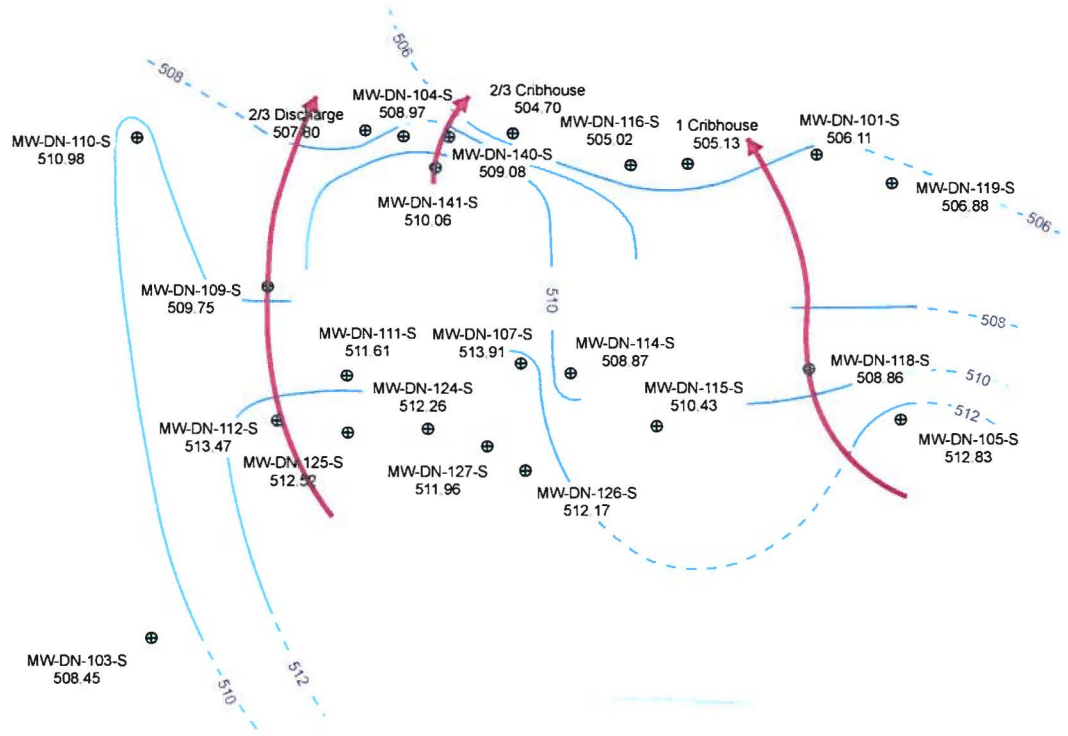 506
508
MW-DN-104-S
508.97
2/3 Cribhouse
504.70
2/3 Discharge
507.80
MW-DN-116-S
505.02
1 Cribhouse
505.13
MW-DN-101-S
506.11
MW-DN-110-S
510.98
MW-DN-140-S
509.08
MW-DN-119-S
506.88
MW-DN-141-S
510.06
506
MW-DN-109-S
509.75
510
508
MW-DN-111-S
511.61
MW-DN-107-S
513.91
MW-DN-114-S
508.87
MW-DN-118-S
508.86
510
MW-DN-124-S
512.26
MW-DN-115-S
510.43
512
MW-DN-112-S
513.47
MW-DN-105-S
512.83
MW-DN-125-S
512.52
MW-DN-127-S
511.96
MW-DN-126-S
512.17
MW-DN-103-S
508.45
512
510